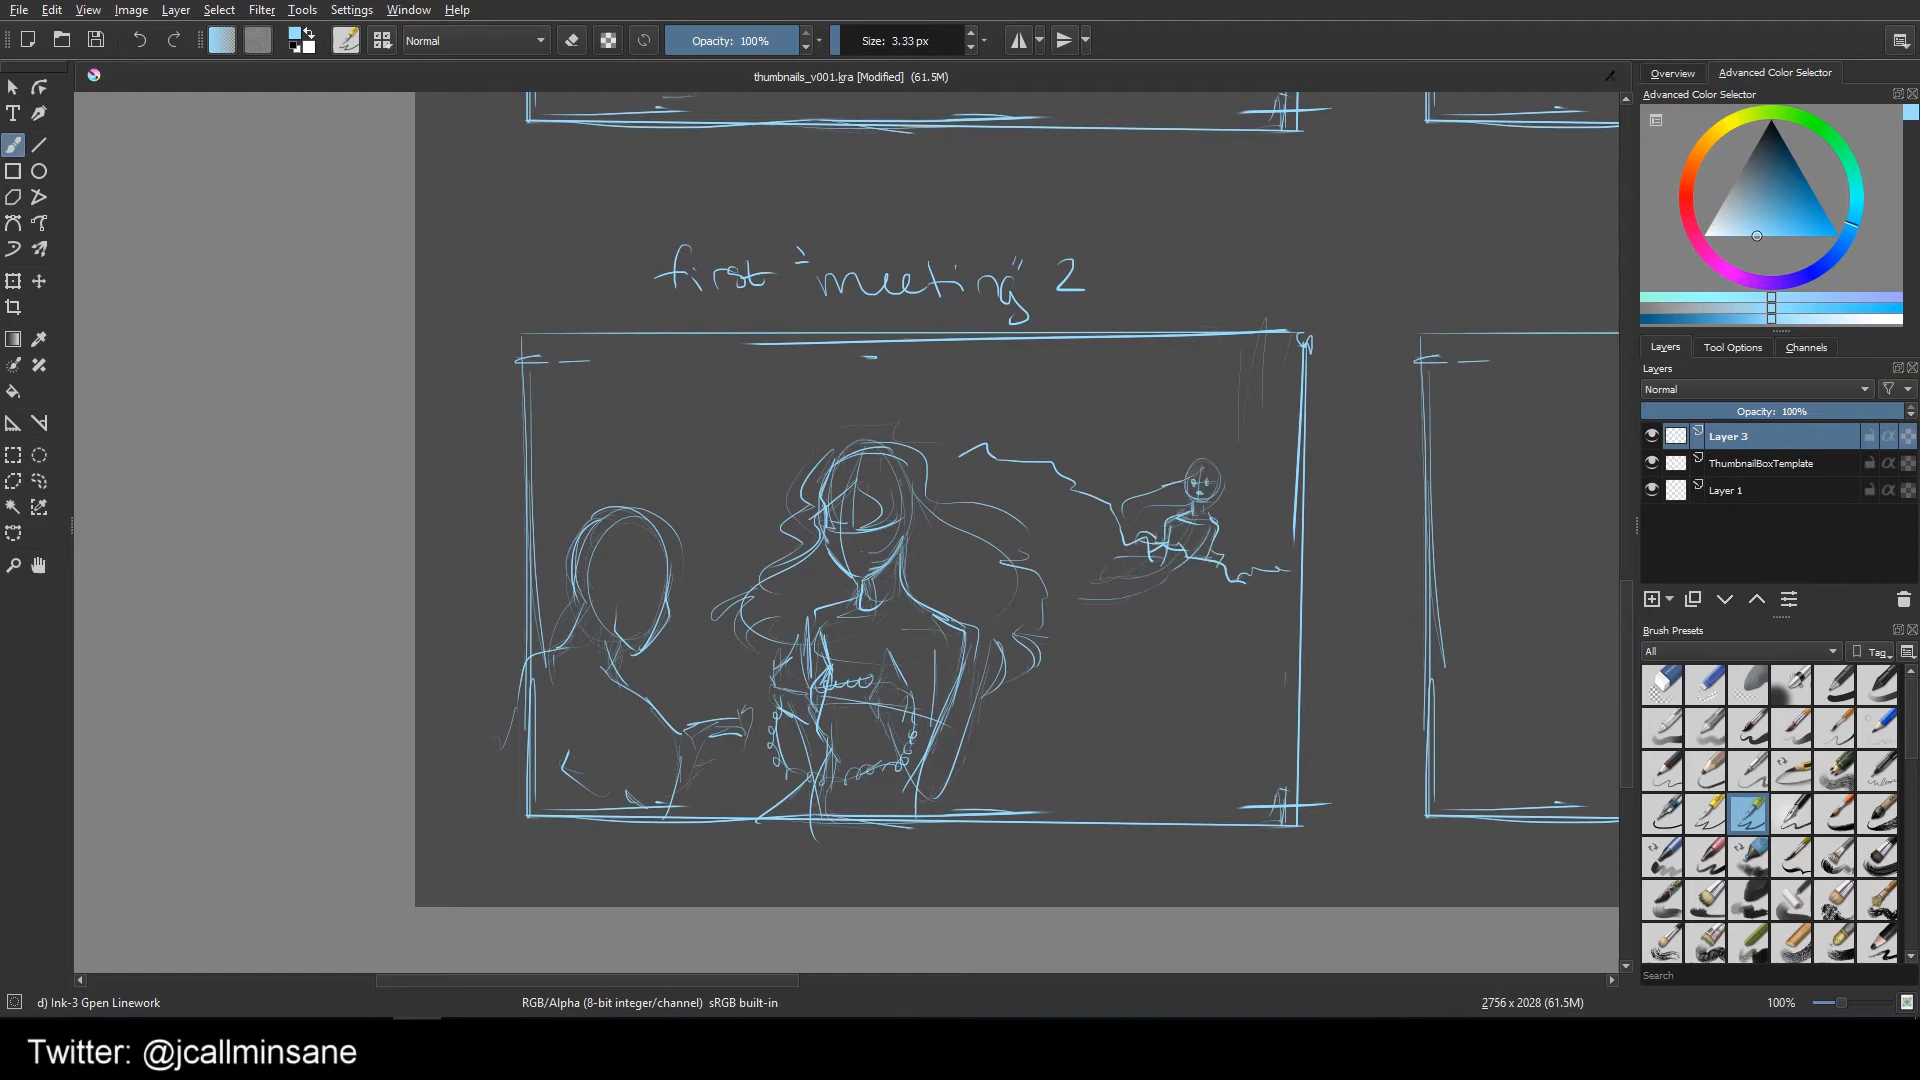 File Edit View Image Layer Select Filter Tools Settings Window Help
Normal Opacity: 100% Size: 3.33 px
thumbnails_v001.kra [Modified] (61.5M)
Overview Advanced Color Selector
Advanced Color Selector
first "meeting" 2
Layers Tool Options Channels
Layers
Normal
Opacity: 100%
Layer 3
ThumbnailBoxTemplate
Layer 1
Brush Presets
All Tag
Search
d) Ink-3 Gpen Linework RGB/Alpha (8-bit integer/channel) sRGB built-in 2756 x 2028 (61.5M) 100%
Twitter: @jcallminsane